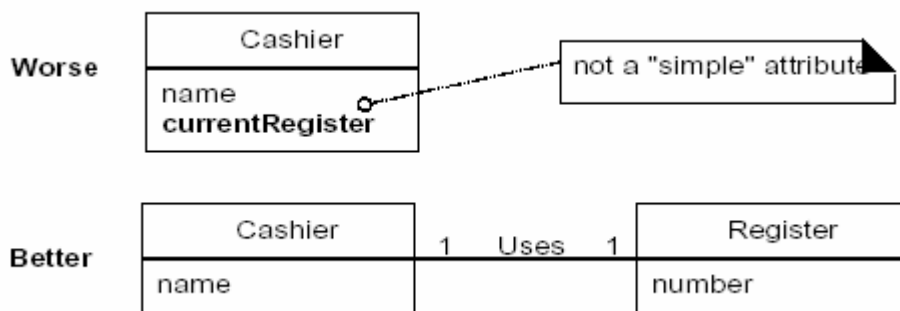 Cashier
Worse
not a "simple" attribute
name
currentRegister
Cashier
Register
Better
1 Uses 1
name
number